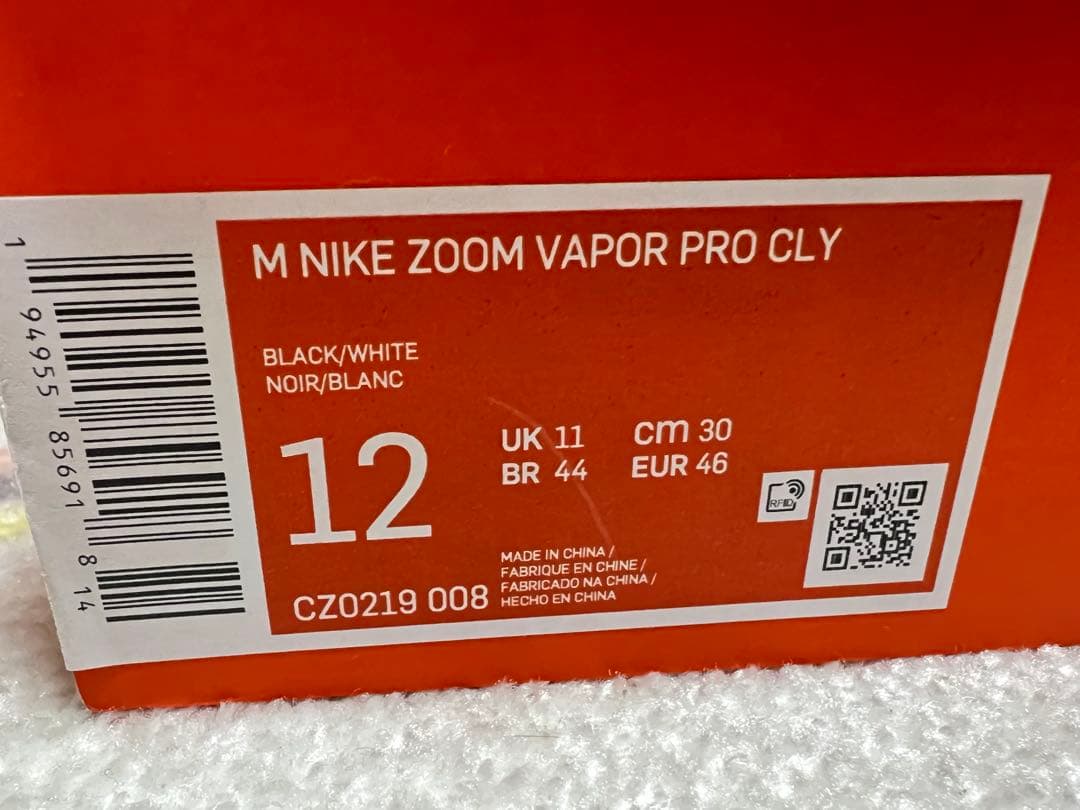 M NIKE ZOOM VAPOR PRO CLY
BLACK/WHITE
NOIR/BLANC
12
UK 11
BR 44
cm 30
EUR 46
RFID
CZ0219 008
MADE IN CHINA /
FABRIQUE EN CHINE /
FABRICADO NA CHINA /
HECHO EN CHINA
1 94955 85691 8 14